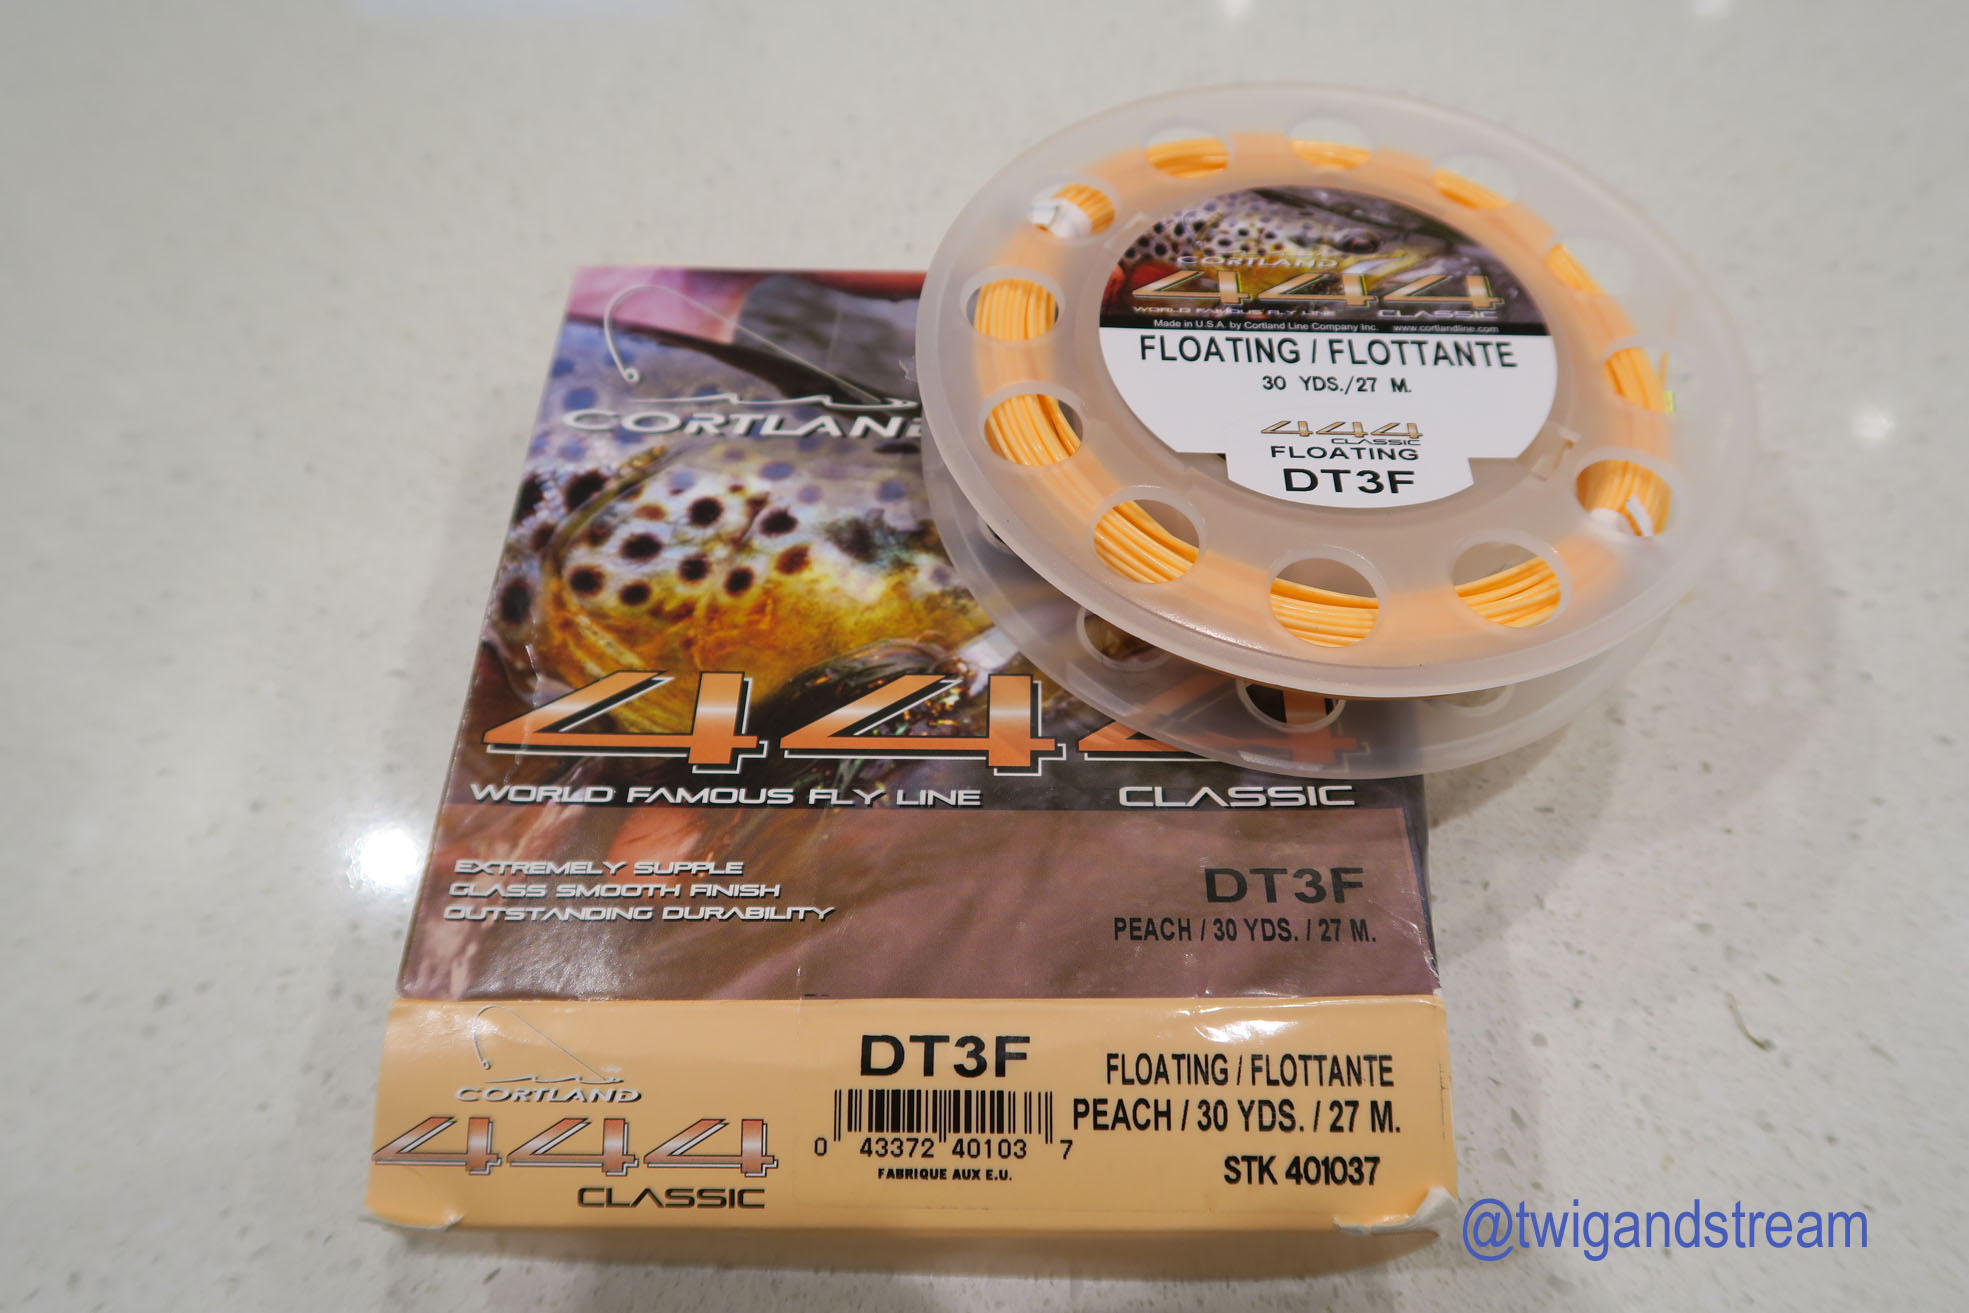 CORTLAND
444
WORLD FAMOUS FLY LINE CLASSIC
Made in U.S.A. by Cortland Line Company Inc. www.cortlandline.com
FLOATING / FLOTTANTE
30 YDS./27 M.
444
CLASSIC
FLOATING
DT3F
CORTLAND
444
WORLD FAMOUS FLY LINE CLASSIC
EXTREMELY SUPPLE
GLASS SMOOTH FINISH
OUTSTANDING DURABILITY
DT3F
PEACH / 30 YDS. / 27 M.
CORTLAND
444
CLASSIC
DT3F
0 43372 40103 7
FABRIQUE AUX E.U.
FLOATING / FLOTTANTE
PEACH / 30 YDS. / 27 M.
STK 401037
@twigandstream